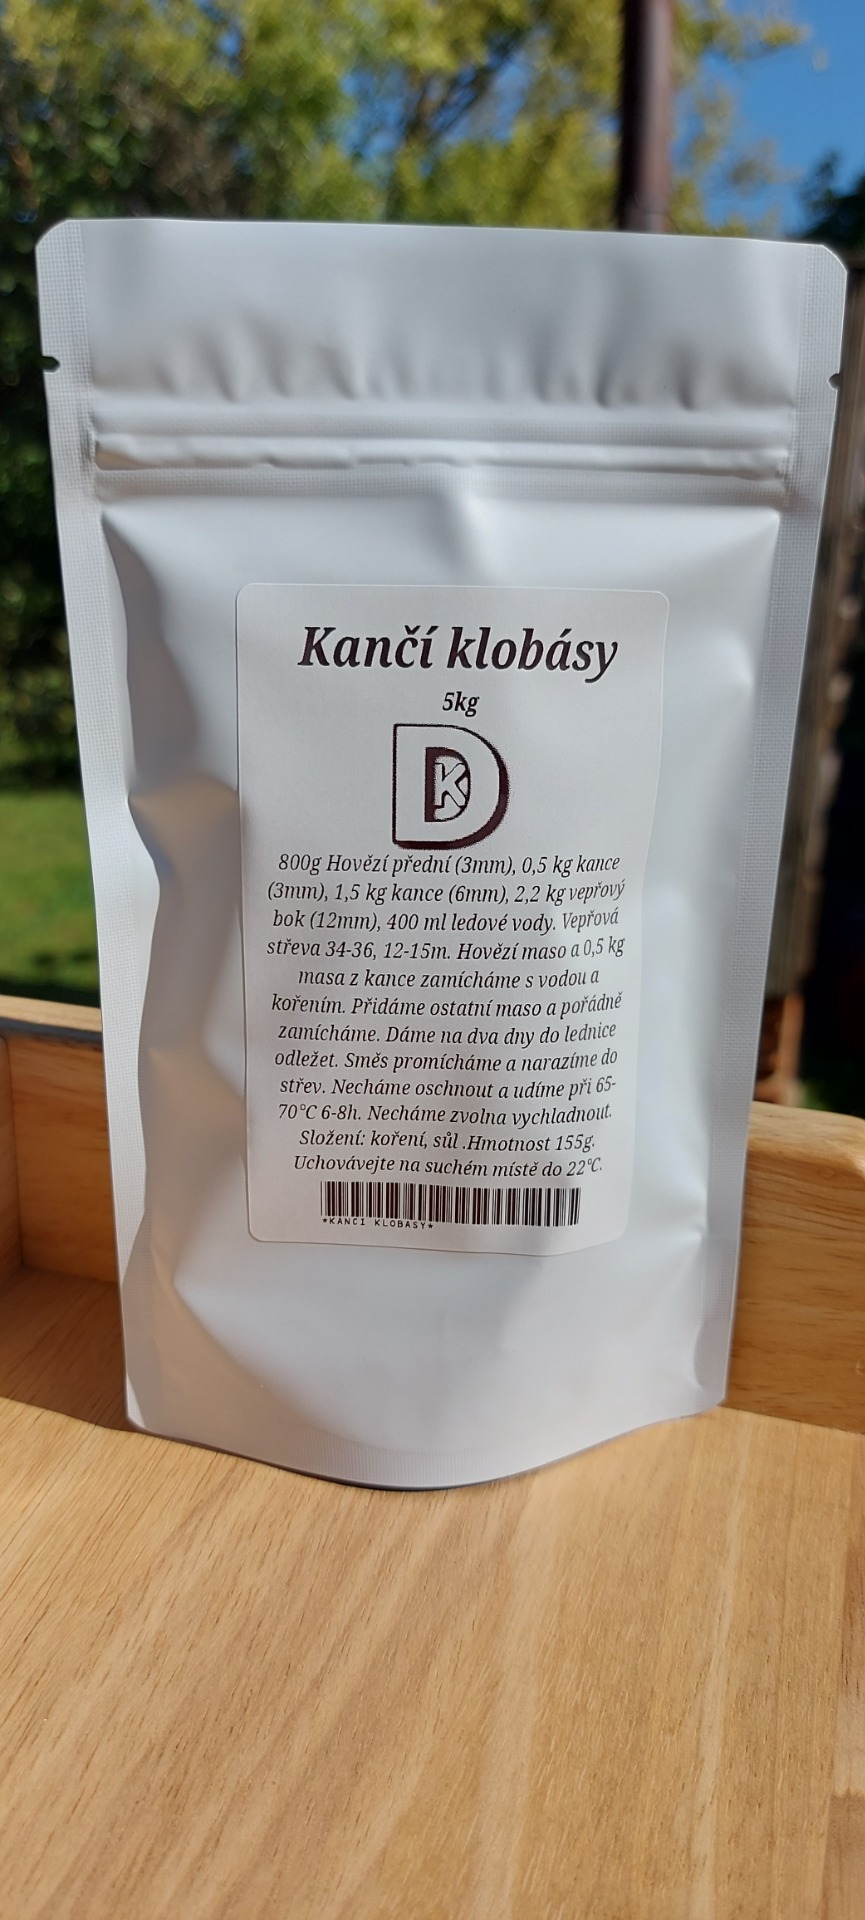 Kančí klobásy
5kg
DK
800g Hovězí přední (3mm), 0,5 kg kance
(3mm), 1,5 kg kance (6mm), 2,2 kg vepřový
bok (12mm), 400 ml ledové vody. Vepřová
střeva 34-36, 12-15m. Hovězí maso a 0,5 kg
masa z kance zamícháme s vodou a
kořením. Přidáme ostatní maso a pořádně
zamícháme. Dáme na dva dny do lednice
odležet. Směs promícháme a narazíme do
střev. Necháme oschnout a udíme při 65-
70°C 6-8h. Necháme zvolna vychladnout.
Složení: koření, sůl .Hmotnost 155g.
Uchovávejte na suchém místě do 22°C.
*KANCI KLOBASY*